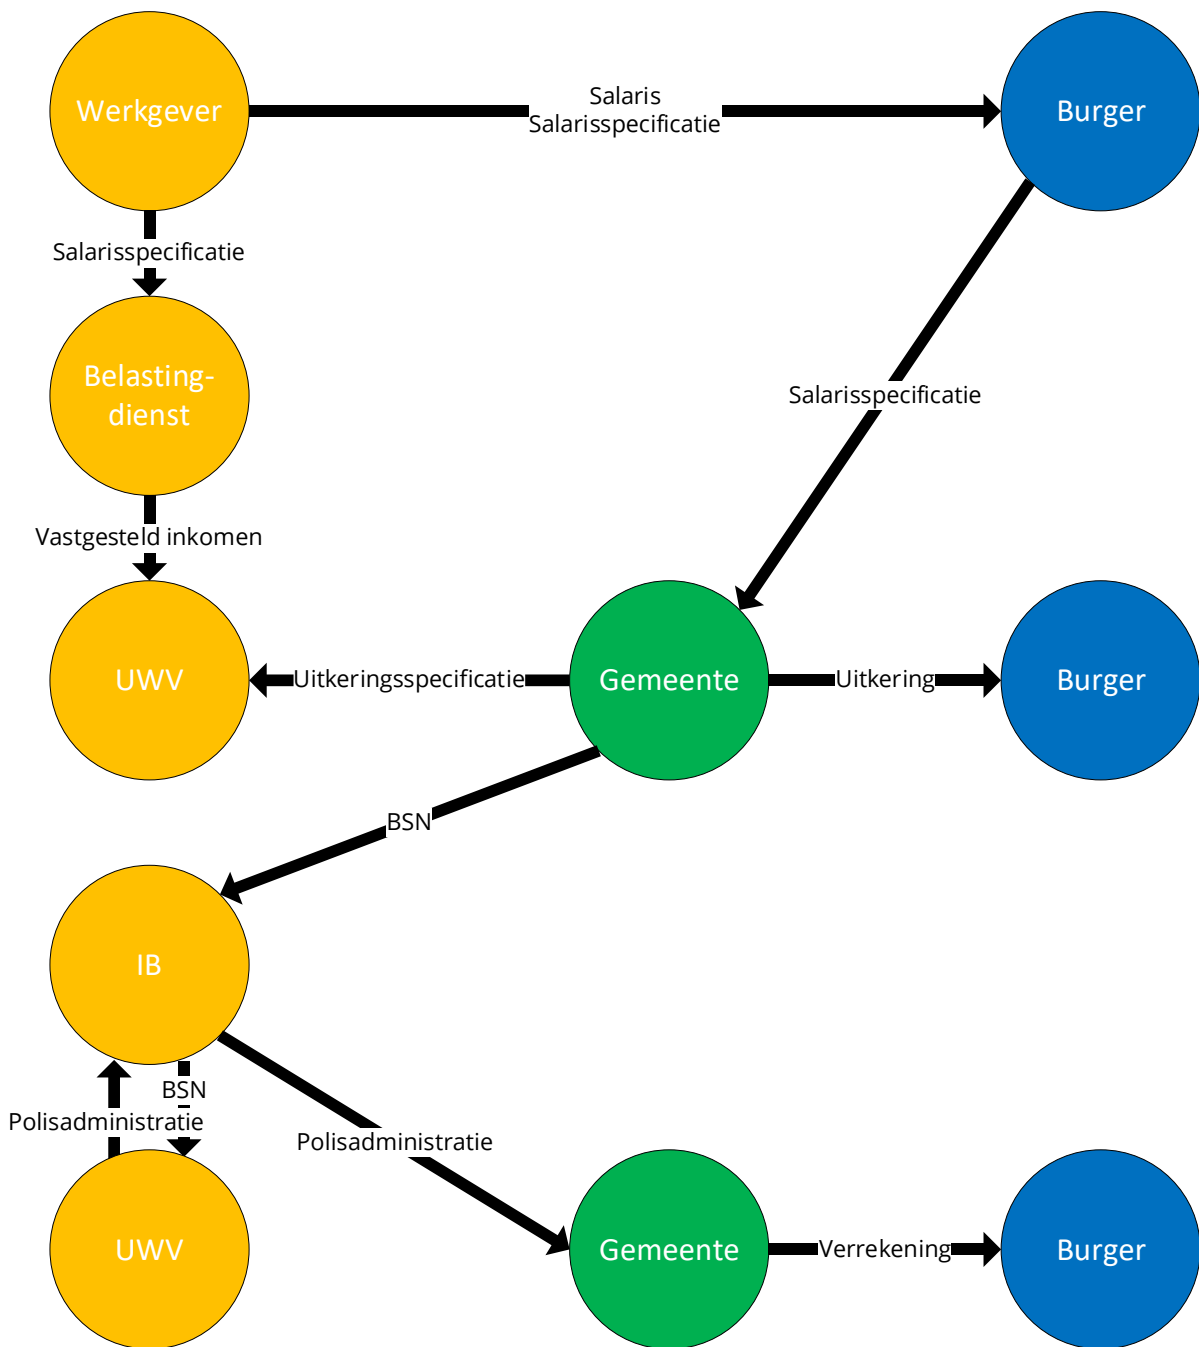 Werkgever
Salaris
Salarisspecificatie
Burger
Salarisspecificatie
Belasting-
dienst
Salarisspecificatie
Vastgesteld inkomen
UWV
Uitkeringsspecificatie
Gemeente
Uitkering
Burger
BSN
IB
BSN
Polisadministratie
Polisadministratie
UWV
Gemeente
Verrekening
Burger